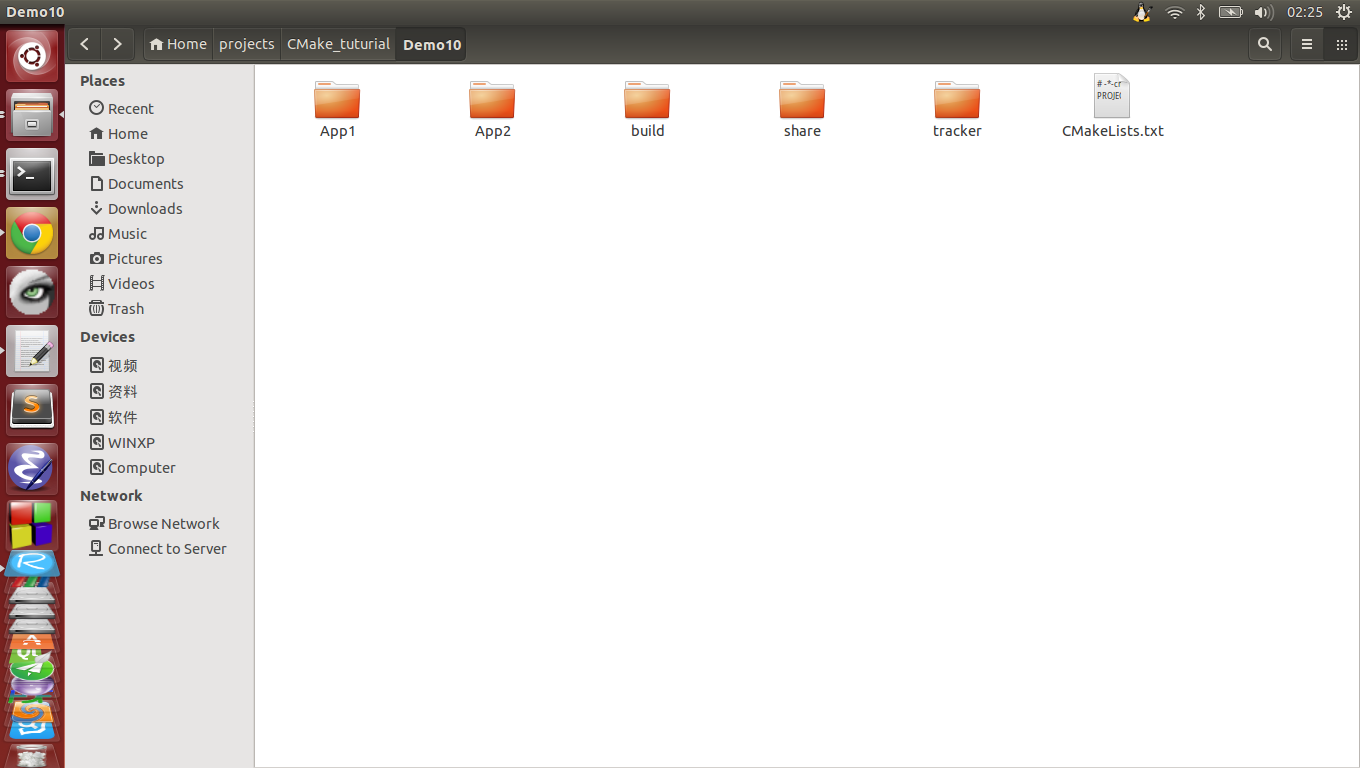 Demo10
02:25
Home
projects
CMake_tuturial
Demo10
Places
Recent
Home
Desktop
Documents
Downloads
Music
Pictures
Videos
Trash
Devices
视频
资料
软件
WINXP
Computer
Network
Browse Network
Connect to Server
App1
App2
build
share
tracker
# -*-cr
PROJEC
CMakeLists.txt